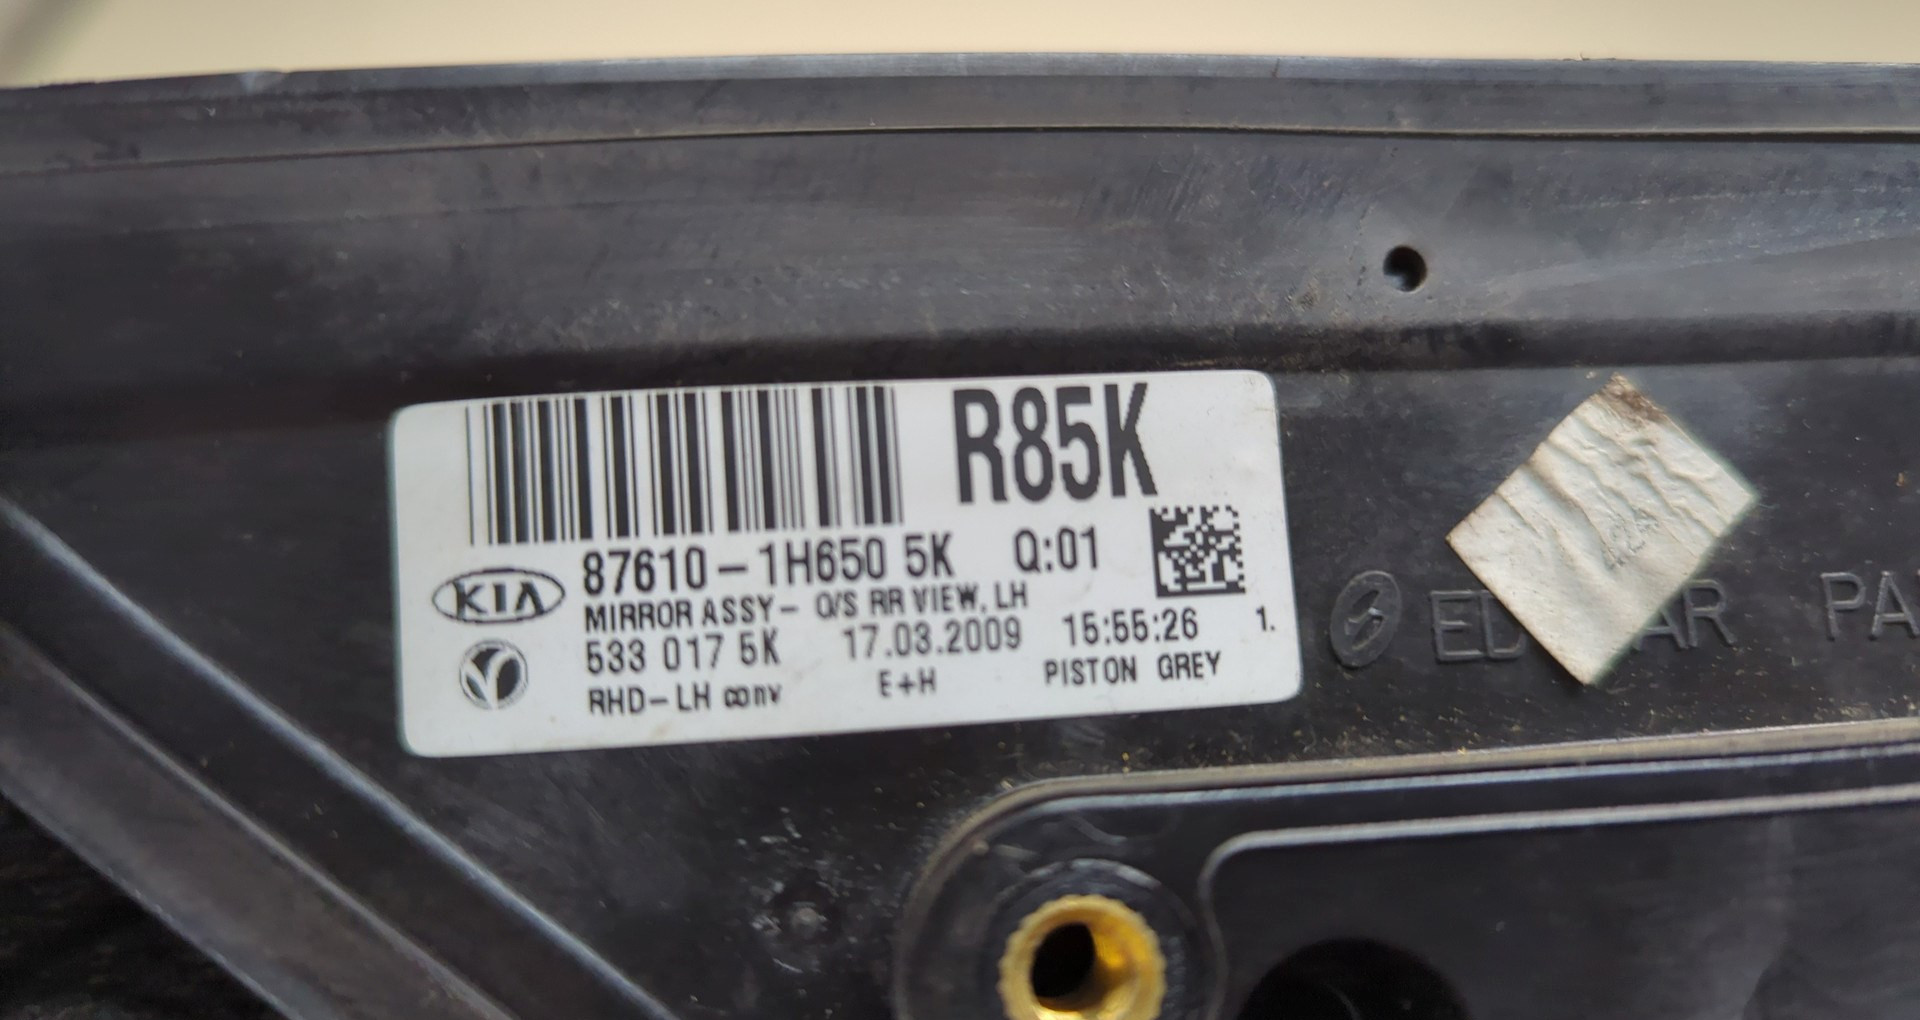 R85K
87610-1H650 5K Q:01
KIA
MIRROR ASSY- O/S RR VIEW, LH
533 017 5K 17.03.2009 15:55:26 1.
RHD-LH conv E+H PISTON GREY